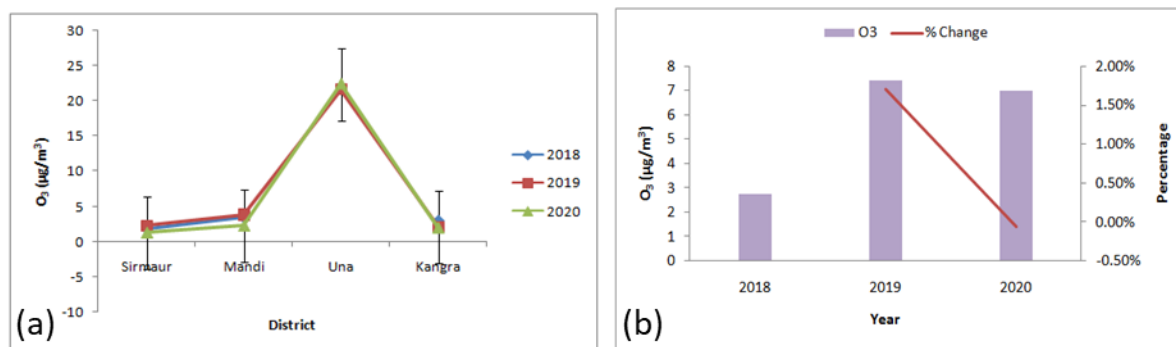 30
25
20
15
10
5
0
-5
-10
O₃ (µg/m³)
Sirmaur Mandi Una Kangra
District
2018
2019
2020
(a)
O3 % Change
8
7
6
5
4
3
2
1
0
O₃ (µg/m³)
2.00%
1.50%
1.00%
0.50%
0.00%
-0.50%
Percentage
2018 2019 2020
Year
(b)